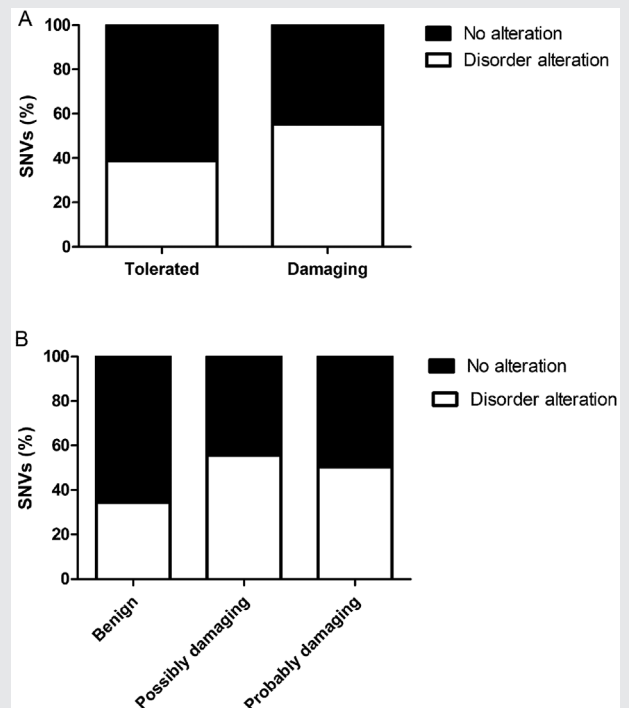 A
No alteration
Disorder alteration
SNVs (%)
100
80
60
40
20
0
Tolerated
Damaging
B
No alteration
Disorder alteration
SNVs (%)
100
80
60
40
20
0
Benign
Possibly damaging
Probably damaging